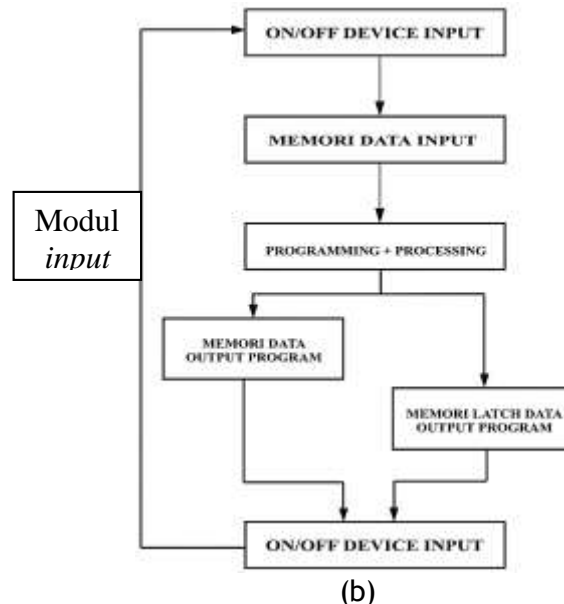 ON/OFF DEVICE INPUT
MEMORI DATA INPUT
Modul
input
PROGRAMMING + PROCESSING
MEMORI DATA
OUTPUT PROGRAM
MEMORI LATCH DATA
OUTPUT PROGRAM
ON/OFF DEVICE INPUT
(b)